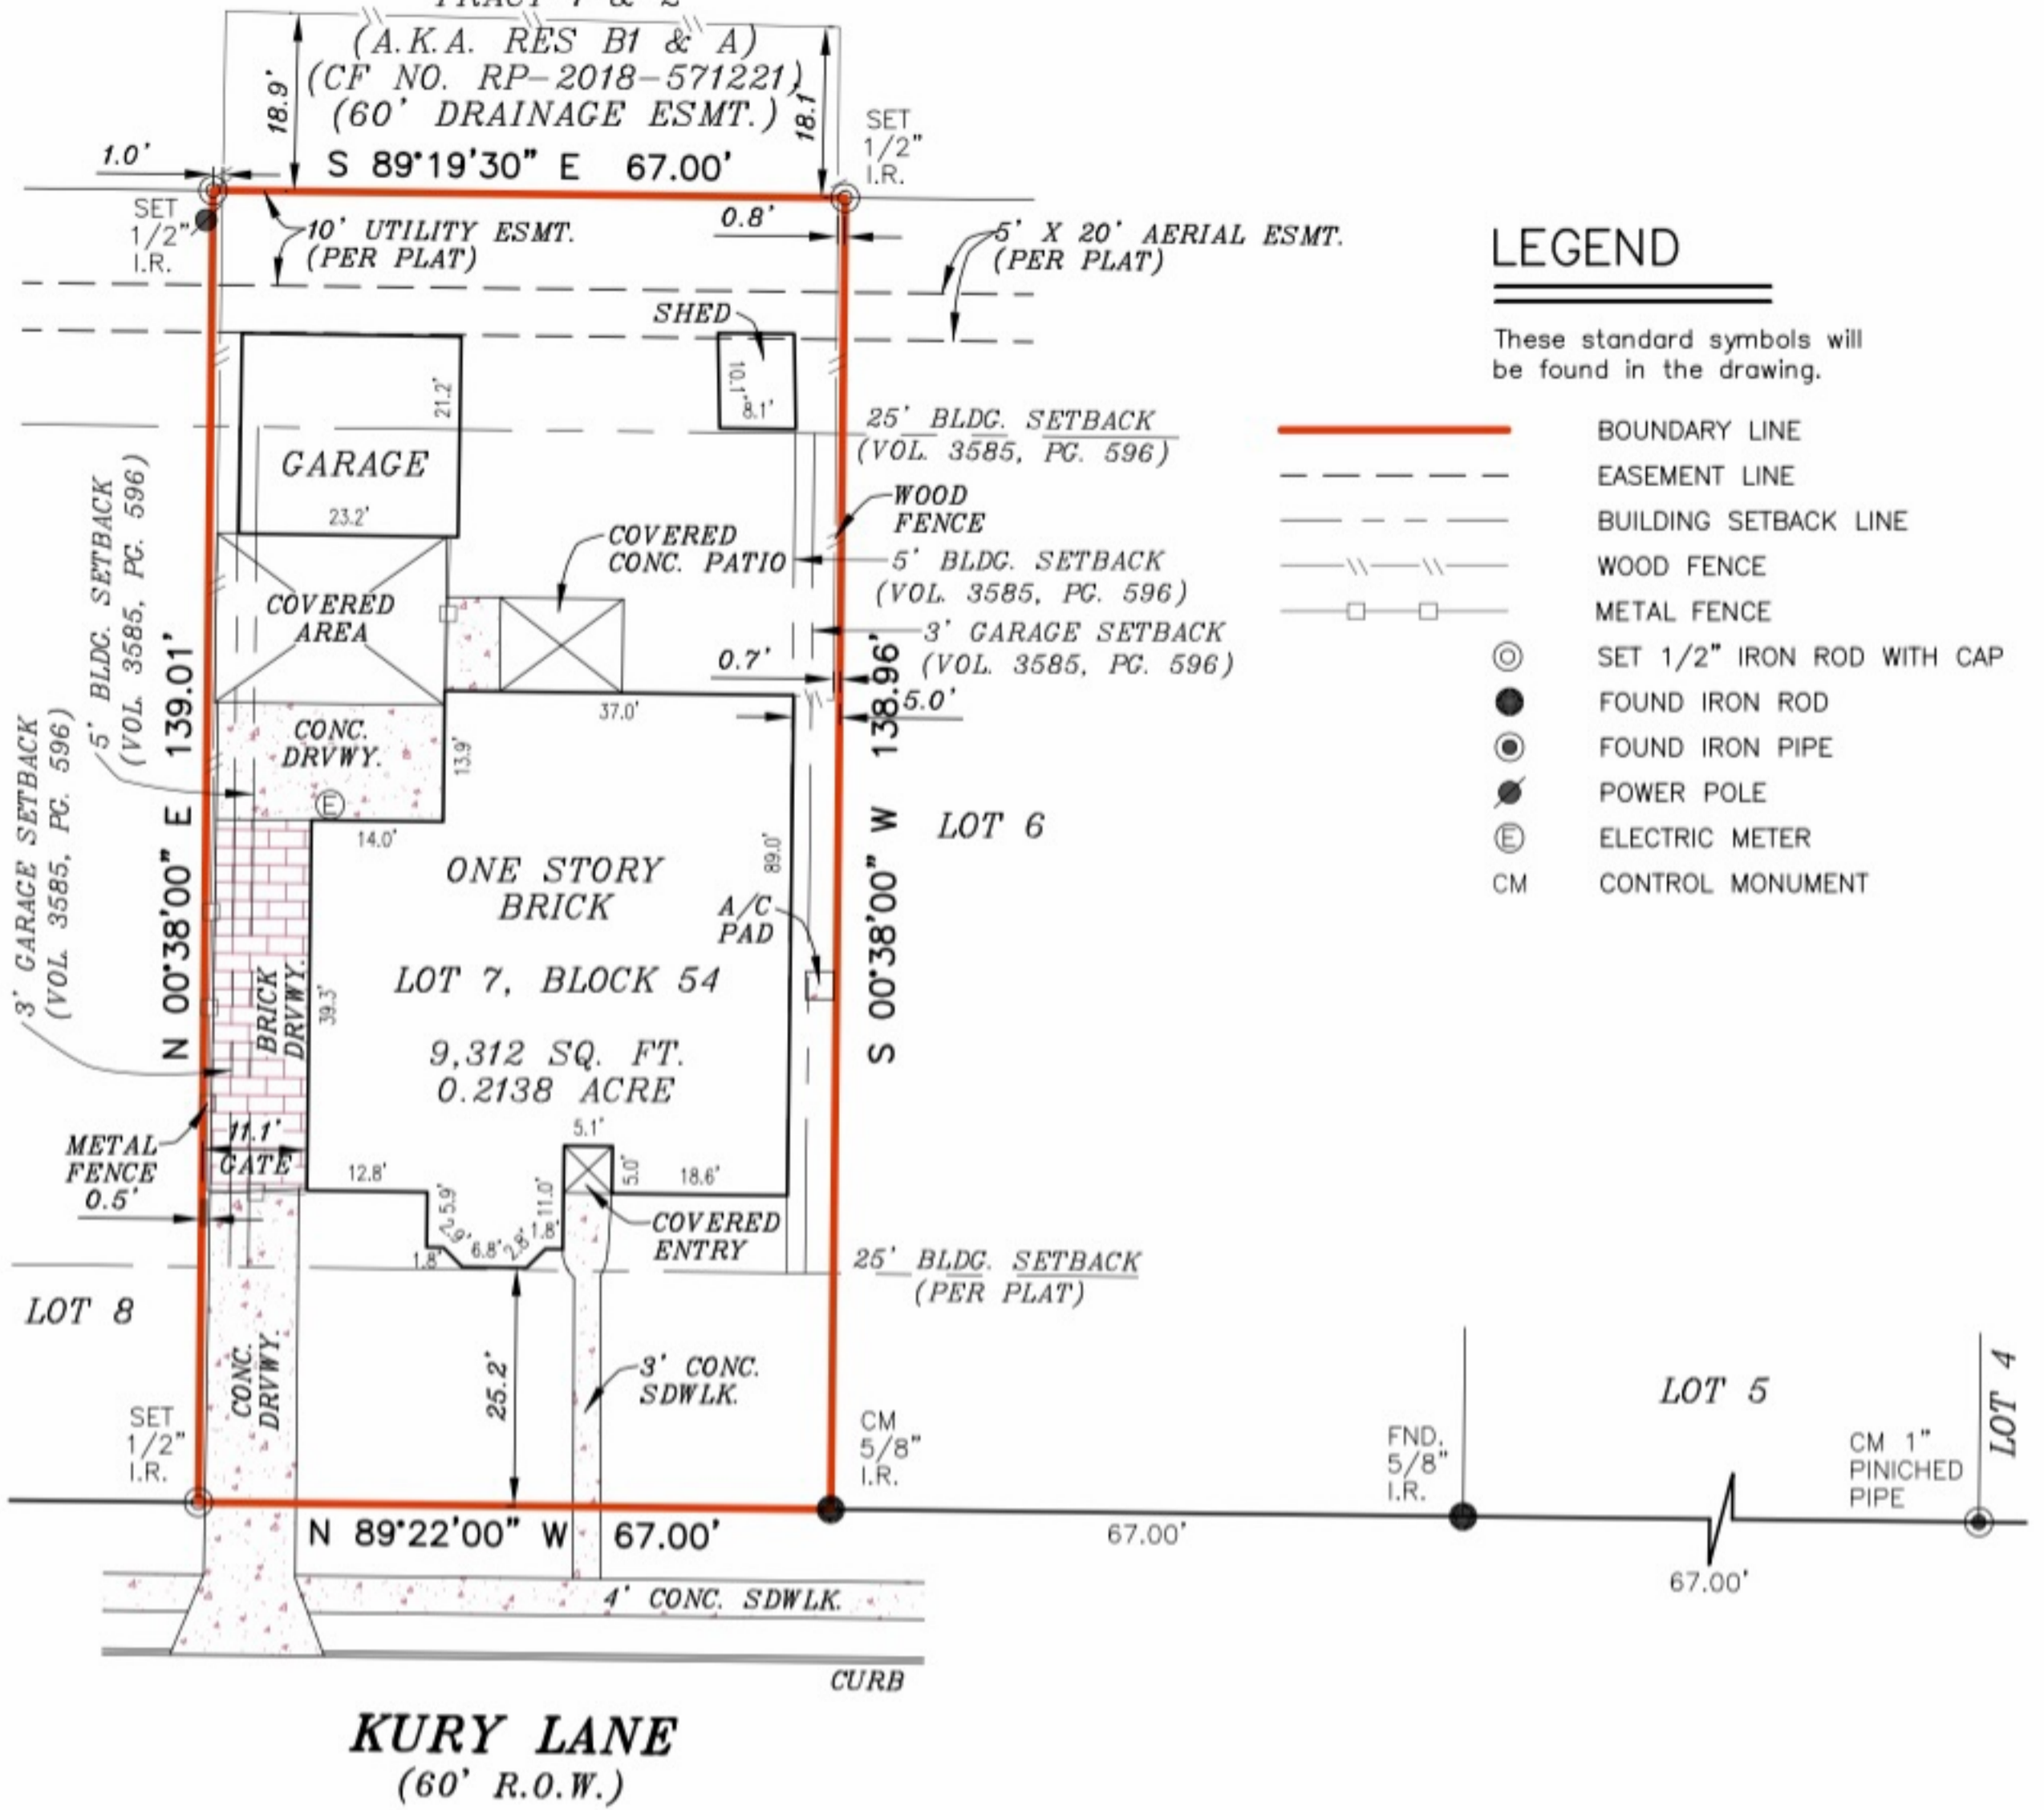 TRACT 1 & 2
(A.K.A. RES B1 & A)
(CF NO. RP-2018-571221)
(60' DRAINAGE ESMT.)
18.9'
18.1'
1.0'
S 89°19'30" E 67.00'
SET
1/2"
I.R.
SET
1/2"
I.R.
10' UTILITY ESMT.
(PER PLAT)
0.8'
5' X 20' AERIAL ESMT.
(PER PLAT)
SHED
10.1'
8.1'
21.2'
GARAGE
23.2'
25' BLDG. SETBACK
(VOL. 3585, PG. 596)
WOOD
FENCE
COVERED
CONC. PATIO
5' BLDG. SETBACK
(VOL. 3585, PG. 596)
3' GARAGE SETBACK
(VOL. 3585, PG. 596)
5' BLDG. SETBACK
(VOL. 3585, PG. 596)
COVERED
AREA
0.7'
5.0'
N 00°38'00" E 139.01'
S 00°38'00" W 138.96'
3' GARAGE SETBACK
(VOL. 3585, PG. 596)
CONC.
DRVWY.
37.0'
13.9'
E
14.0'
89.0'
ONE STORY
BRICK
A/C
PAD
LOT 6
LOT 7, BLOCK 54
9,312 SQ. FT.
0.2138 ACRE
BRICK
DRVWY.
39.3'
METAL
FENCE
0.5'
11.1'
GATE
12.8'
5.9'
1.8'
2.9'
6.8'
2.8'
1.8'
11.0'
5.1'
5.0'
18.6'
COVERED
ENTRY
25' BLDG. SETBACK
(PER PLAT)
LOT 8
CONC.
DRVWY.
25.2'
3' CONC.
SDWLK.
SET
1/2"
I.R.
CM
5/8"
I.R.
N 89°22'00" W 67.00'
67.00'
FND.
5/8"
I.R.
LOT 5
CM 1"
PINICHED
PIPE
LOT 4
67.00'
4' CONC. SDWLK.
CURB
KURY LANE
(60' R.O.W.)
LEGEND
These standard symbols will
be found in the drawing.
BOUNDARY LINE
EASEMENT LINE
BUILDING SETBACK LINE
WOOD FENCE
METAL FENCE
SET 1/2" IRON ROD WITH CAP
FOUND IRON ROD
FOUND IRON PIPE
POWER POLE
E ELECTRIC METER
CM CONTROL MONUMENT